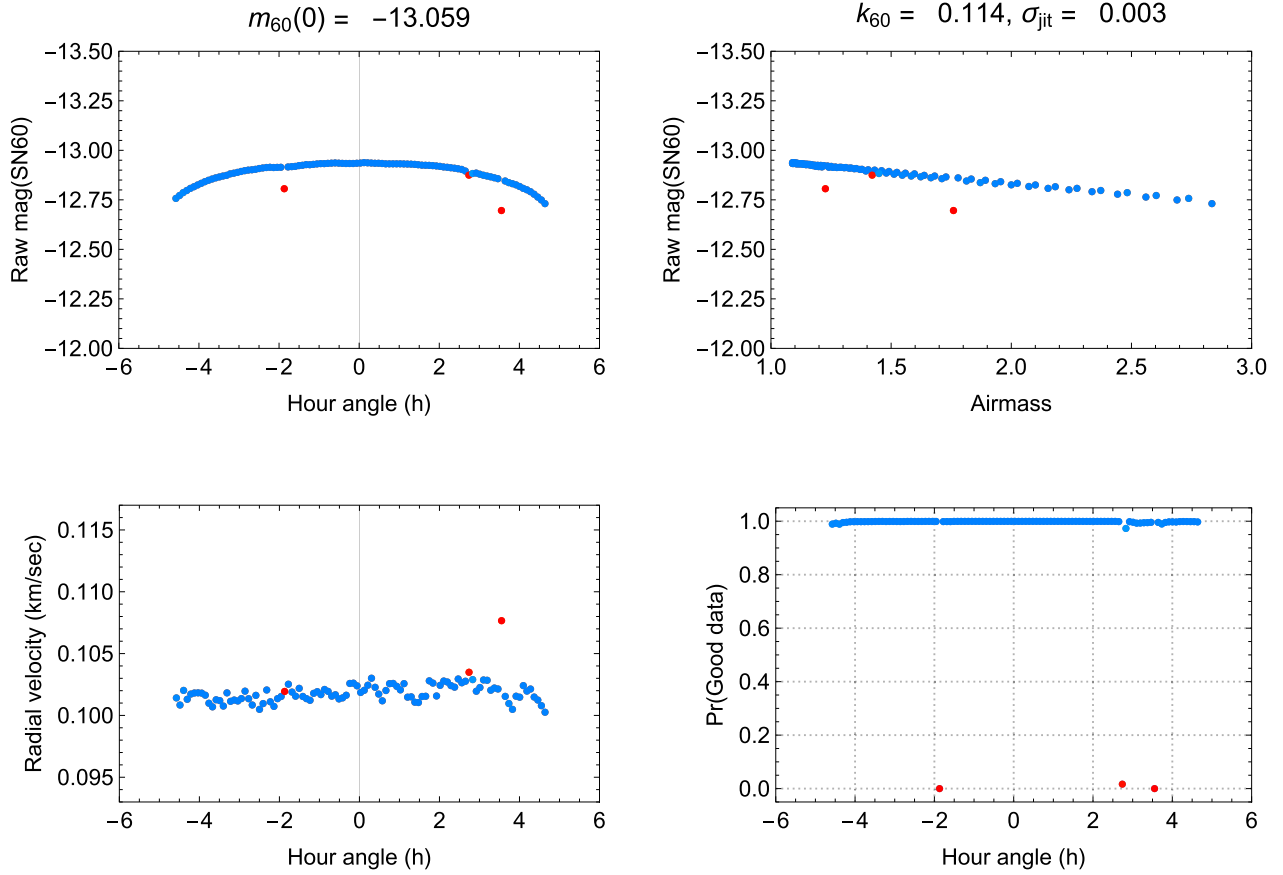 m60(0) = -13.059
k60 = 0.114, σjit = 0.003
Raw mag(SN60)
−13.50
−13.25
−13.00
−12.75
−12.50
−12.25
−12.00
−6 −4 −2 0 2 4 6
Hour angle (h)
Raw mag(SN60)
−13.50
−13.25
−13.00
−12.75
−12.50
−12.25
−12.00
1.0 1.5 2.0 2.5 3.0
Airmass
Radial velocity (km/sec)
0.115
0.110
0.105
0.100
0.095
−6 −4 −2 0 2 4 6
Hour angle (h)
Pr(Good data)
1.0
0.8
0.6
0.4
0.2
0.0
−6 −4 −2 0 2 4 6
Hour angle (h)